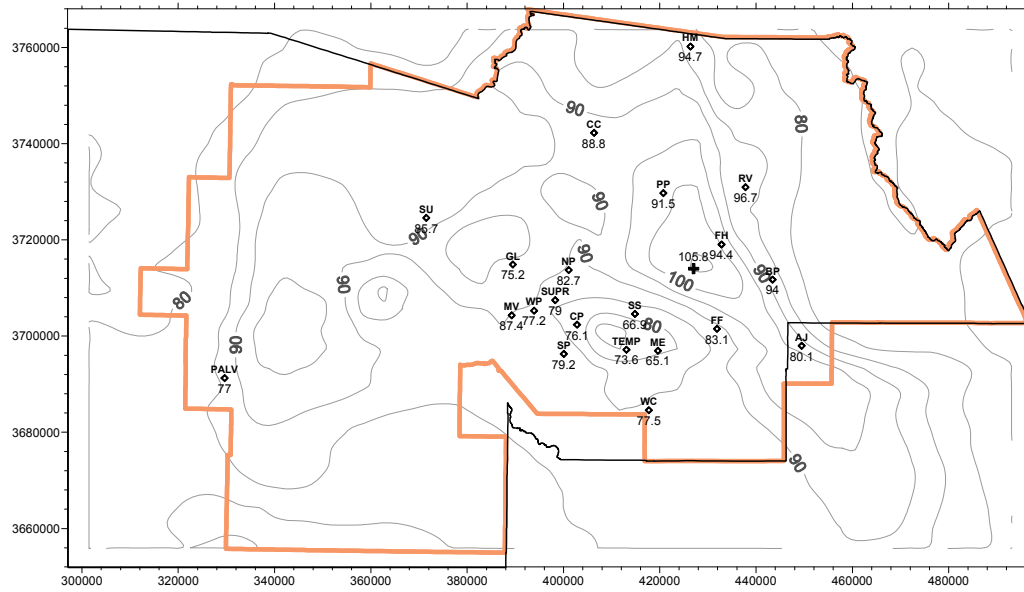 3760000
HM
94.7
90
CC
88.8
80
3740000
RV
96.7
PP
91.5
90
SU
85.7
90
3720000
FH
94.4
GL
75.2
90
NP
82.7
105.8
100
90
BP
94
90
80
SUPR
79
MV
87.4
WP
77.2
SS
66.9
80
CP
76.1
FF
83.1
3700000
90
SP
79.2
TEMP
73.6
ME
65.1
AJ
80.1
PALV
77
WC
77.5
3680000
90
3660000
300000 320000 340000 360000 380000 400000 420000 440000 460000 480000